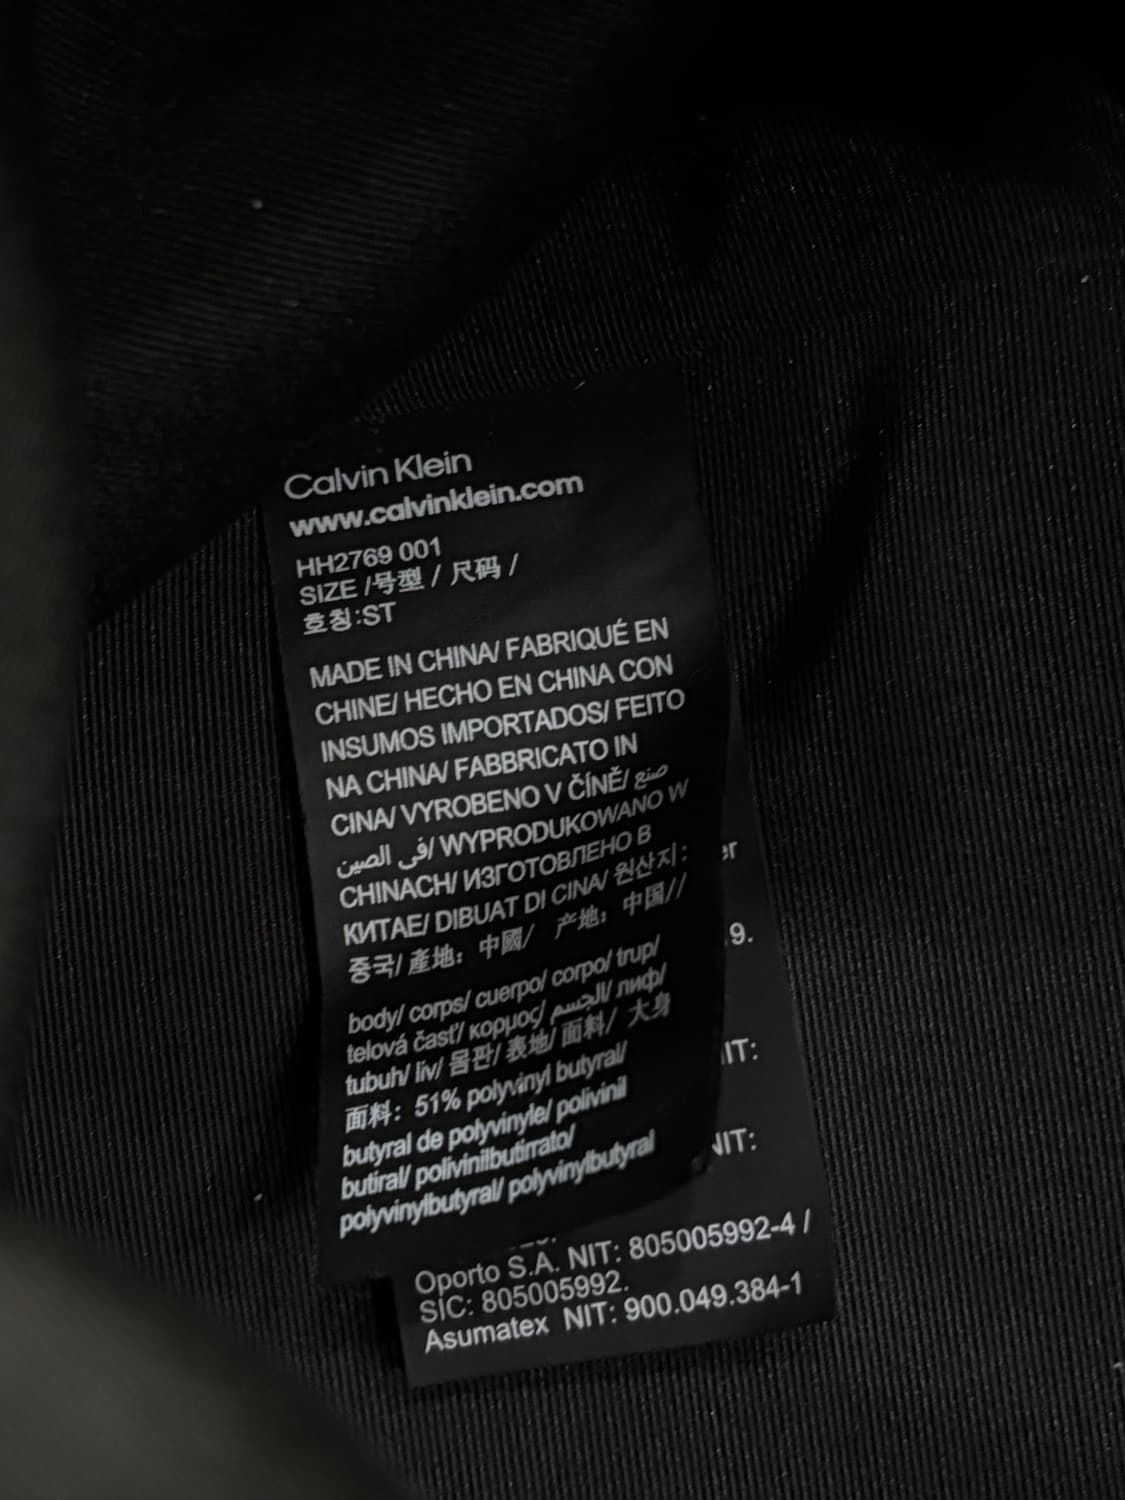 Calvin Klein
www.calvinklein.com
HH2769 001
SIZE /号型 / 尺码 /
호칭:ST
MADE IN CHINA/ FABRIQUÉ EN
CHINE/ HECHO EN CHINA CON
INSUMOS IMPORTADOS/ FEITO
NA CHINA/ FABBRICATO IN
CINA/ VYROBENO V ČÍNĚ/ صنع
في الصين/ WYPRODUKOWANO W
CHINACH/ ИЗГОТОВЛЕНО В
КИТАЕ/ DIBUAT DI CINA/ 원산지:
중국/ 產地: 中國/ 产地: 中国//
body/ corps/ cuerpo/ corpo/ trup/
telová časť/ κορμος/ الجسم/ лиф/
tubuh/ liv/ 몸판/ 表地/ 面料/ 大身
面料: 51% polyvinyl butyral/
butyral de polyvinyle/ polivinil
butiral/ polivinilbutirrato/
polyvinylbutyral/ polyvinylbutyral
er
9.
IT:
NIT:
Oporto S.A. NIT: 805005992-4 /
SIC: 805005992.
Asumatex NIT: 900.049.384-1